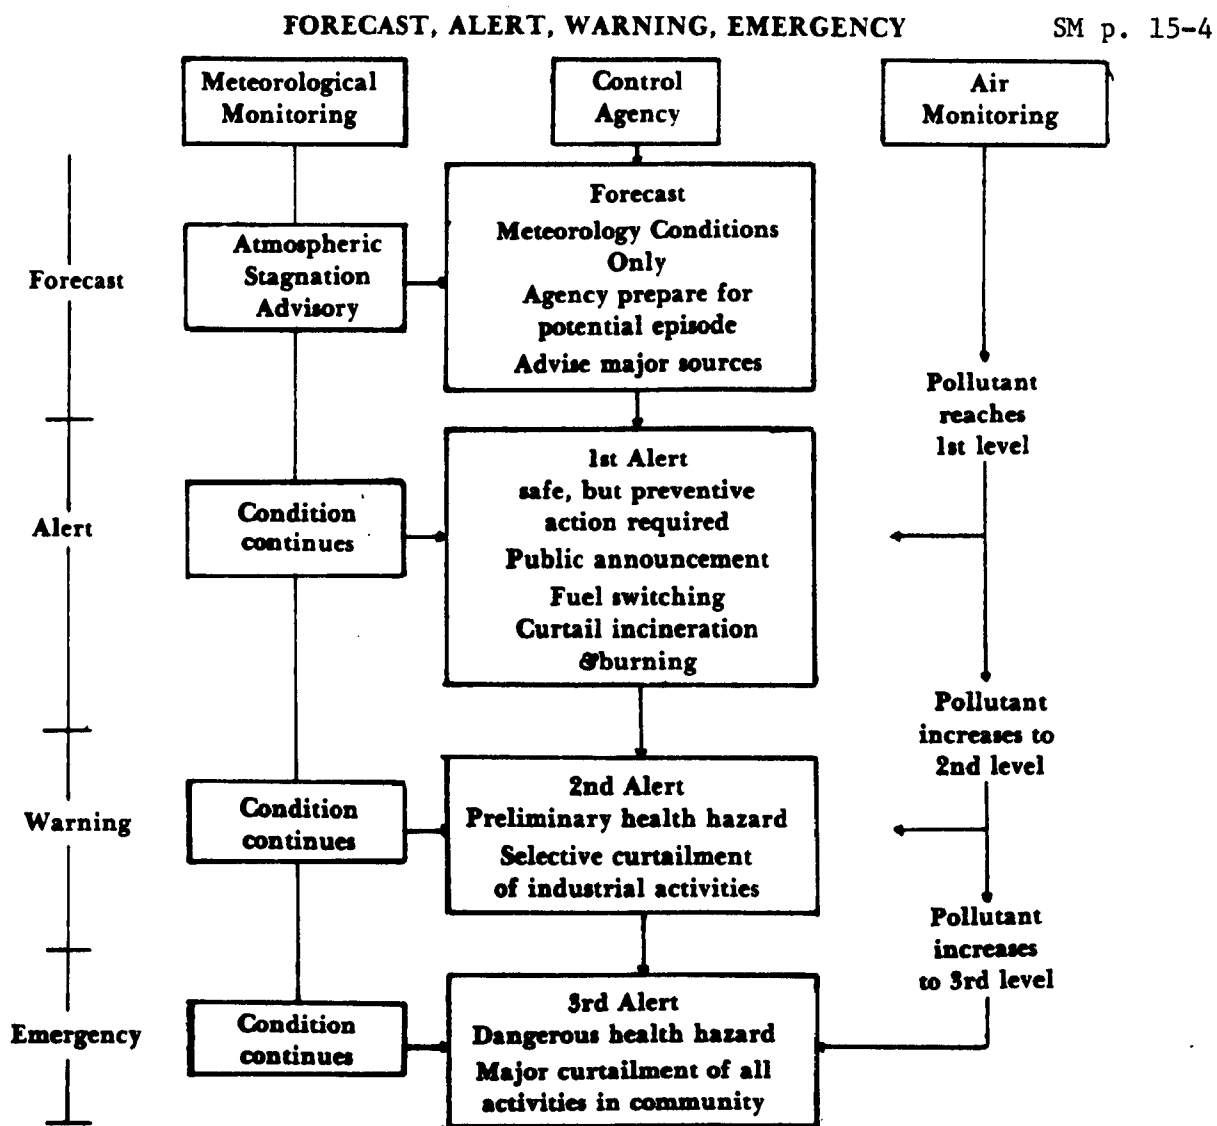 FORECAST, ALERT, WARNING, EMERGENCY
SM p. 15-4
Meteorological
Monitoring
Control
Agency
Air
Monitoring
Forecast
Atmospheric
Stagnation
Advisory
Forecast
Meteorology Conditions
Only
Agency prepare for
potential episode
Advise major sources
Pollutant
reaches
1st level
Alert
Condition
continues
1st Alert
safe, but preventive
action required
Public announcement
Fuel switching
Curtail incineration
&burning
Pollutant
increases to
2nd level
Warning
Condition
continues
2nd Alert
Preliminary health hazard
Selective curtailment
of industrial activities
Pollutant
increases
to 3rd level
Emergency
Condition
continues
3rd Alert
Dangerous health hazard
Major curtailment of all
activities in community